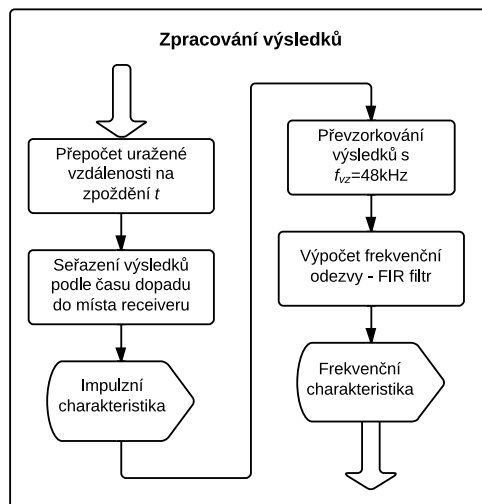 Zpracování výsledků
Přepočet uražené
vzdálenosti na
zpoždění t
Seřazení výsledků
podle času dopadu
do místa receiveru
Impulzní
charakteristika
Převzorkování
výsledků s
fvz=48kHz
Výpočet frekvenční
odezvy - FIR filtr
Frekvenční
charakteristika